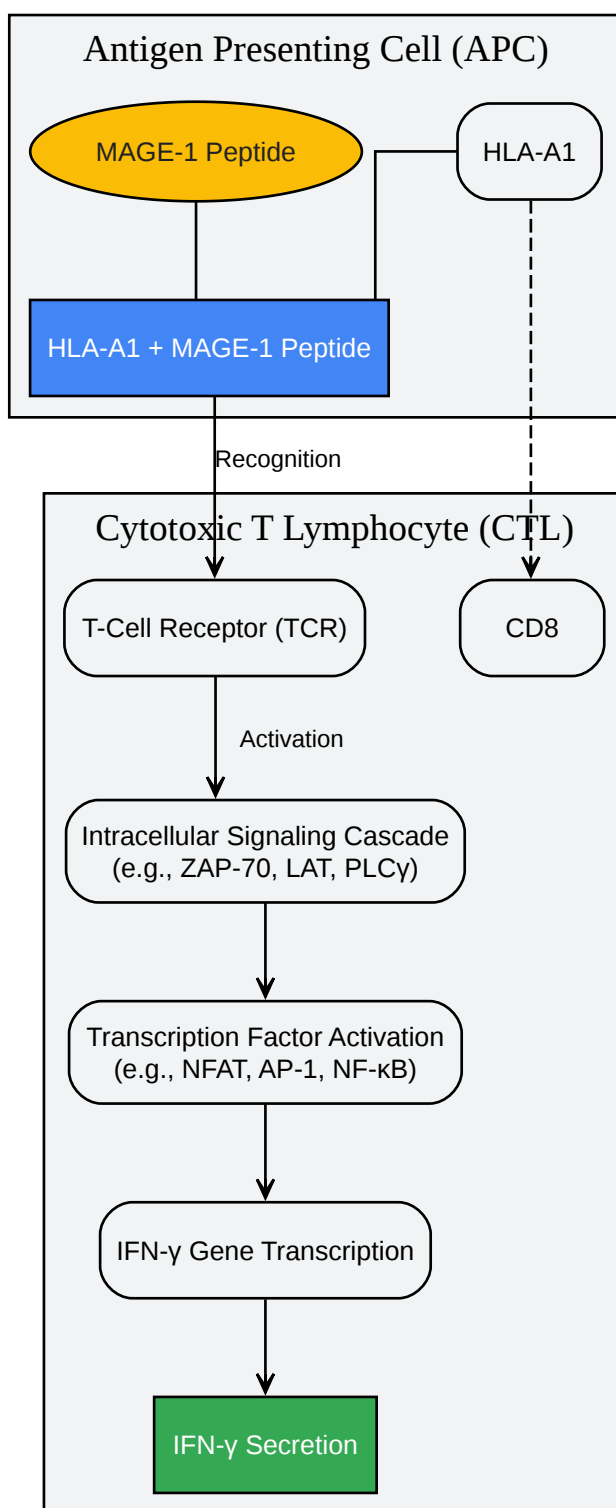 Antigen Presenting Cell (APC)
MAGE-1 Peptide
HLA-A1
HLA-A1 + MAGE-1 Peptide
Recognition
Cytotoxic T Lymphocyte (CTL)
T-Cell Receptor (TCR)
CD8
Activation
Intracellular Signaling Cascade
(e.g., ZAP-70, LAT, PLCγ)
Transcription Factor Activation
(e.g., NFAT, AP-1, NF-κB)
IFN-γ Gene Transcription
IFN-γ Secretion